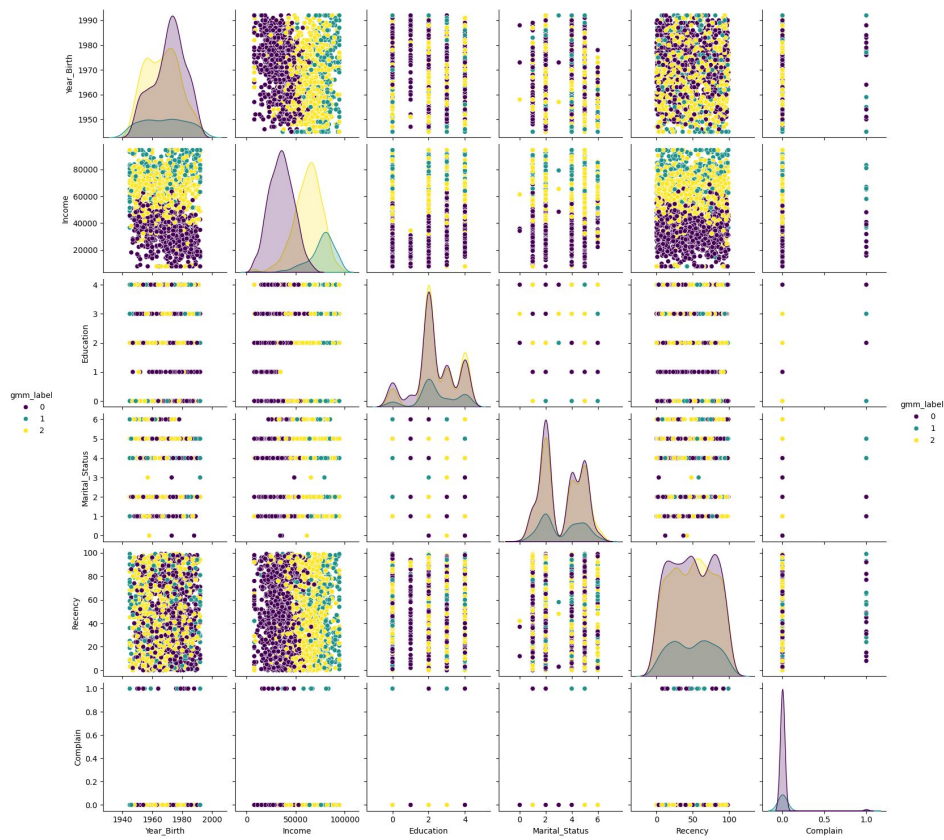 1990
1980
1970
1960
1950
Year_Birth
80000
60000
40000
20000
Income
4
3
2
1
0
Education
gmm_label
0
1
2
gmm_label
0
1
2
6
5
4
3
2
1
0
Marital_Status
100
80
60
40
20
0
Recency
1.0
0.8
0.6
0.4
0.2
0.0
Complain
1940 1960 1980 2000
Year_Birth
0 50000 100000
Income
0 2 4
Education
0 2 4 6
Marital_Status
0 50 100
Recency
0.0 0.5 1.0
Complain